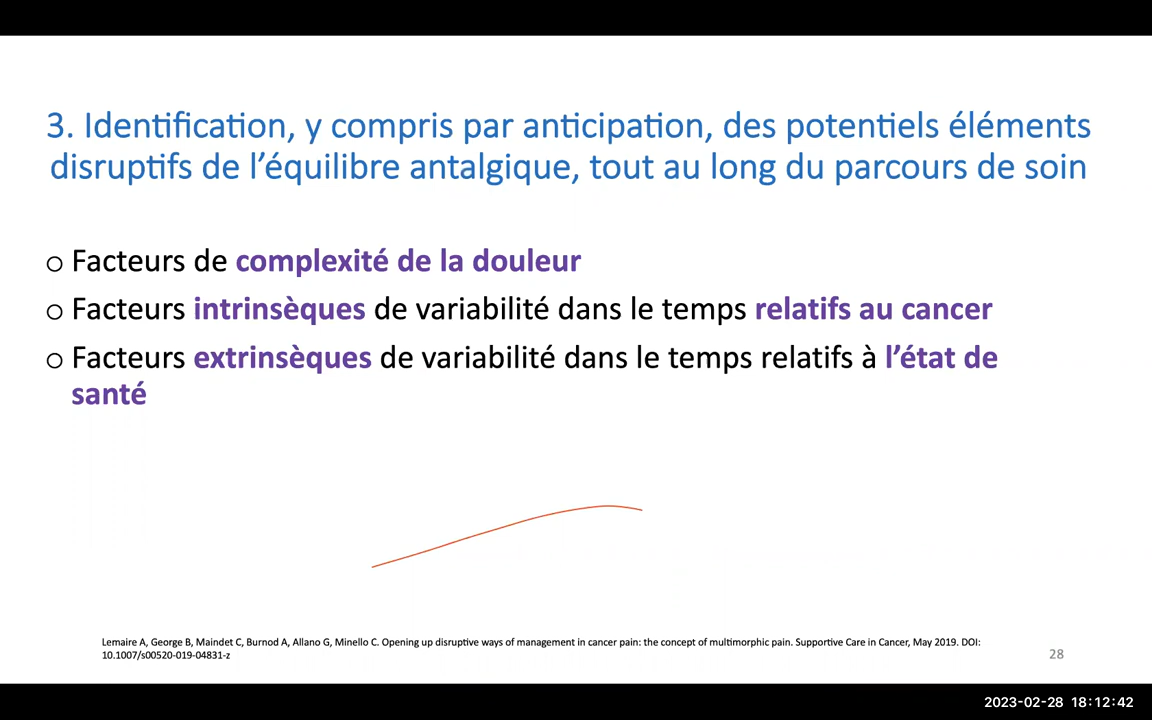 3. Identification, y compris par anticipation, des potentiels éléments
disruptifs de l’équilibre antalgique, tout au long du parcours de soin
o Facteurs de complexité de la douleur
o Facteurs intrinsèques de variabilité dans le temps relatifs au cancer
o Facteurs extrinsèques de variabilité dans le temps relatifs à l’état de
santé
Lemaire A, George B, Maindet C, Burnod A, Allano G, Minello C. Opening up disruptive ways of management in cancer pain: the concept of multimorphic pain. Supportive Care in Cancer, May 2019. DOI:
10.1007/s00520-019-04831-z
28
2023-02-28 18:12:42